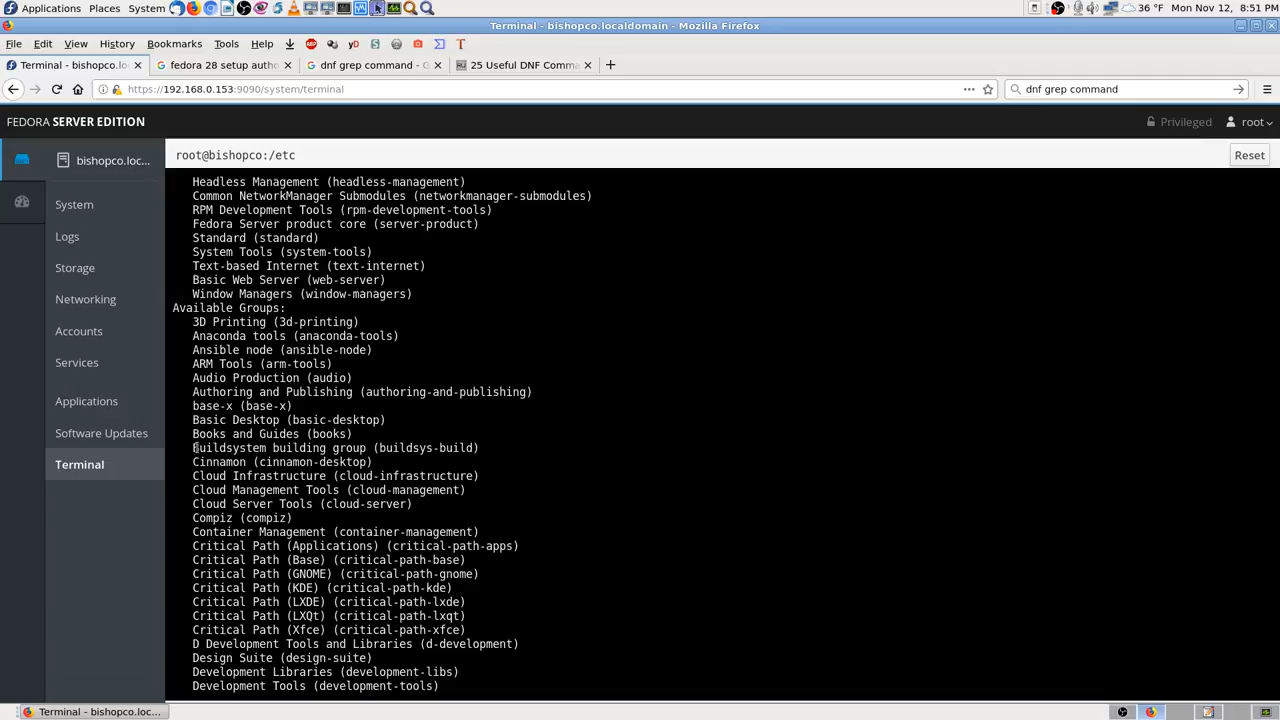 Applications Places System 36 °F Mon Nov 12, 8:51 PM
Terminal - bishopco.localdomain - Mozilla Firefox
File Edit View History Bookmarks Tools Help
Terminal - bishopco.lo fedora 28 setup autho dnf grep command - G 25 Useful DNF Comma
https://192.168.0.153:9090/system/terminal dnf grep command
FEDORA SERVER EDITION Privileged root
bishopco.loc... root@bishopco:/etc Reset
System
Logs
Storage
Networking
Accounts
Services
Applications
Software Updates
Terminal
Headless Management (headless-management)
Common NetworkManager Submodules (networkmanager-submodules)
RPM Development Tools (rpm-development-tools)
Fedora Server product core (server-product)
Standard (standard)
System Tools (system-tools)
Text-based Internet (text-internet)
Basic Web Server (web-server)
Window Managers (window-managers)
Available Groups:
3D Printing (3d-printing)
Anaconda tools (anaconda-tools)
Ansible node (ansible-node)
ARM Tools (arm-tools)
Audio Production (audio)
Authoring and Publishing (authoring-and-publishing)
base-x (base-x)
Basic Desktop (basic-desktop)
Books and Guides (books)
Buildsystem building group (buildsys-build)
Cinnamon (cinnamon-desktop)
Cloud Infrastructure (cloud-infrastructure)
Cloud Management Tools (cloud-management)
Cloud Server Tools (cloud-server)
Compiz (compiz)
Container Management (container-management)
Critical Path (Applications) (critical-path-apps)
Critical Path (Base) (critical-path-base)
Critical Path (GNOME) (critical-path-gnome)
Critical Path (KDE) (critical-path-kde)
Critical Path (LXDE) (critical-path-lxde)
Critical Path (LXQt) (critical-path-lxqt)
Critical Path (Xfce) (critical-path-xfce)
D Development Tools and Libraries (d-development)
Design Suite (design-suite)
Development Libraries (development-libs)
Development Tools (development-tools)
Terminal - bishopco.loc...